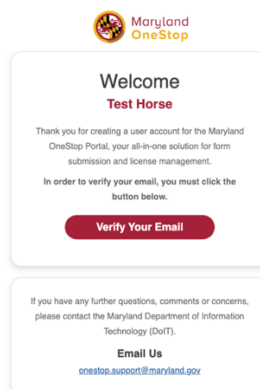 Maryland
OneStop
Welcome
Test Horse
Thank you for creating a user account for the Maryland
OneStop Portal, your all-in-one solution for form
submission and license management.
In order to verify your email, you must click the
button below.
Verify Your Email
If you have any further questions, comments or concerns,
please contact the Maryland Department of Information
Technology (DoIT).
Email Us
onestop.support@maryland.gov